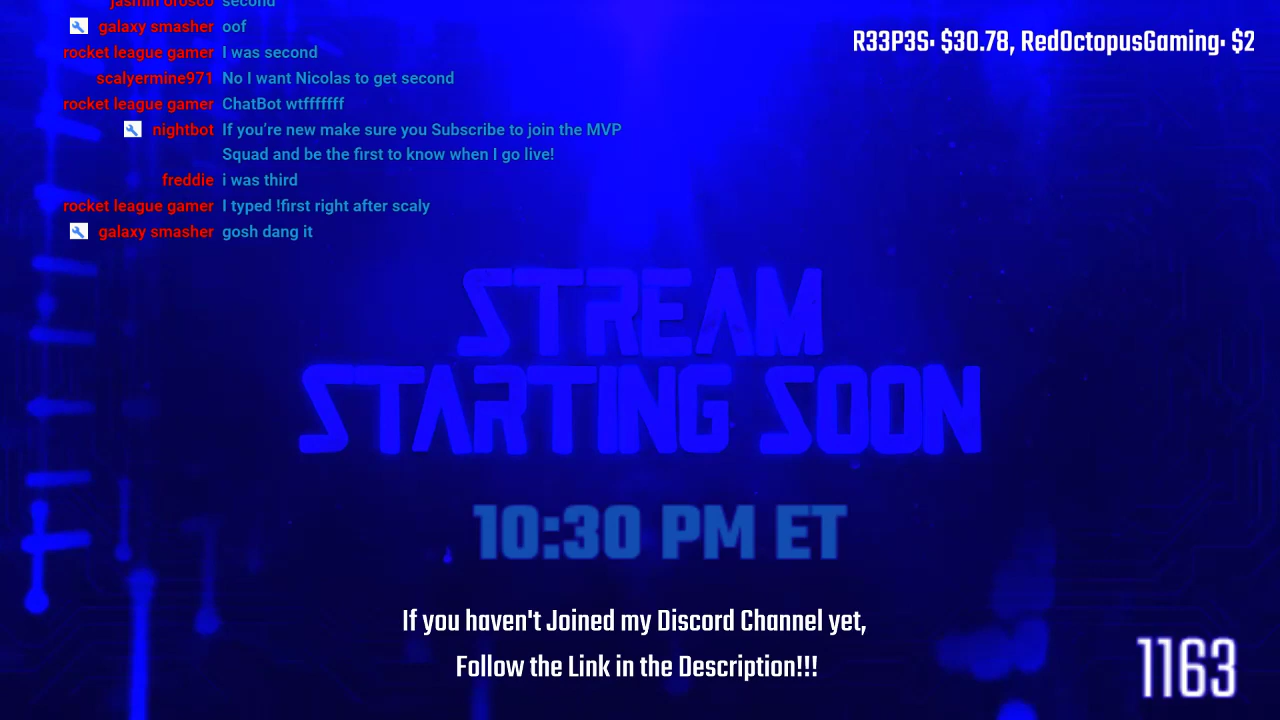 jasmin orosco second
galaxy smasher oof
rocket league gamer I was second
scalyermine971 No I want Nicolas to get second
rocket league gamer ChatBot wtfffffff
nightbot If you're new make sure you Subscribe to join the MVP
Squad and be the first to know when I go live!
freddie i was third
rocket league gamer I typed !first right after scaly
galaxy smasher gosh dang it
R33P3S: $30.78, RedOctopusGaming: $2
STREAM
STARTING SOON
10:30 PM ET
If you haven't Joined my Discord Channel yet,
Follow the Link in the Description!!!
1163